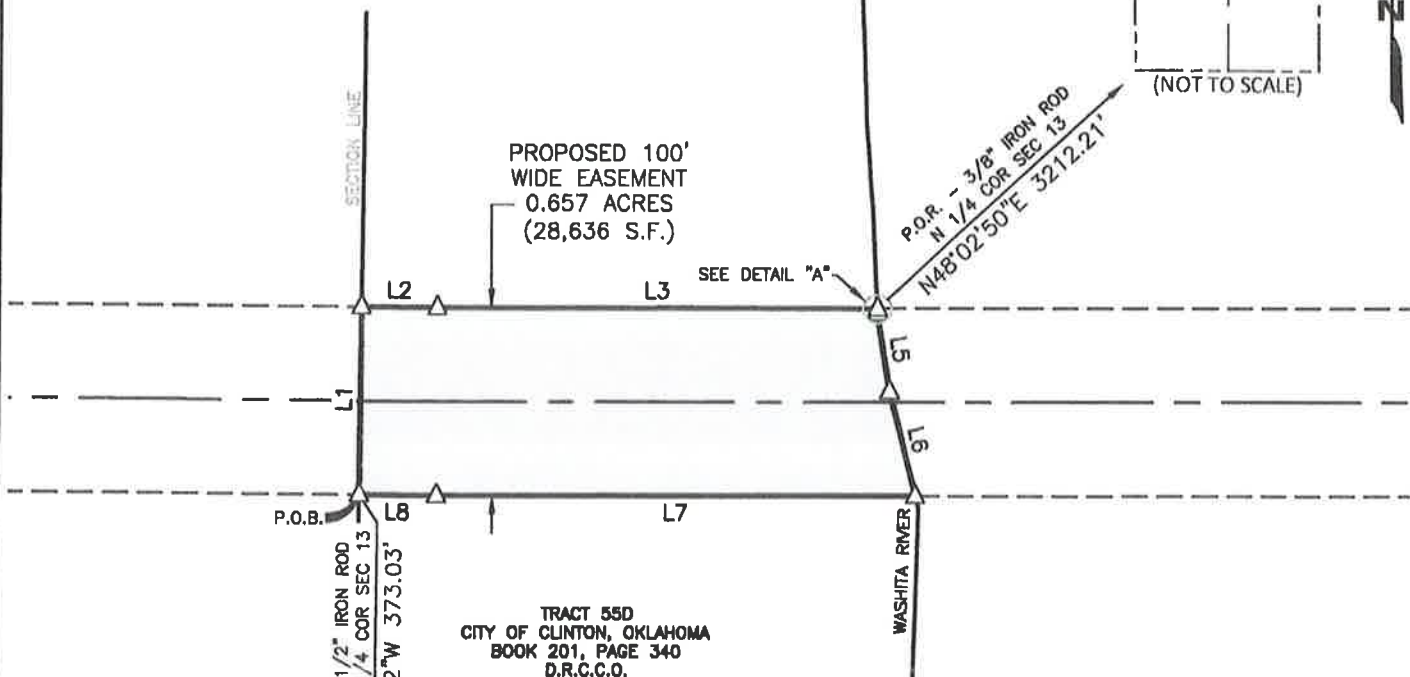 N
(NOT TO SCALE)
SECTION LINE
PROPOSED 100'
WIDE EASEMENT
0.657 ACRES
(28,636 S.F.)
P.O.R. - 3/8" IRON ROD
N 1/4 COR SEC 13
N48°02'50"E 3212.21'
SEE DETAIL "A"
L2
L3
L5
L1
L6
P.O.B.
L8
L7
1/2" IRON ROD
/4 COR SEC 13
2"W 373.03'
WASHITA RIVER
TRACT 55D
CITY OF CLINTON, OKLAHOMA
BOOK 201, PAGE 340
D.R.C.C.O.